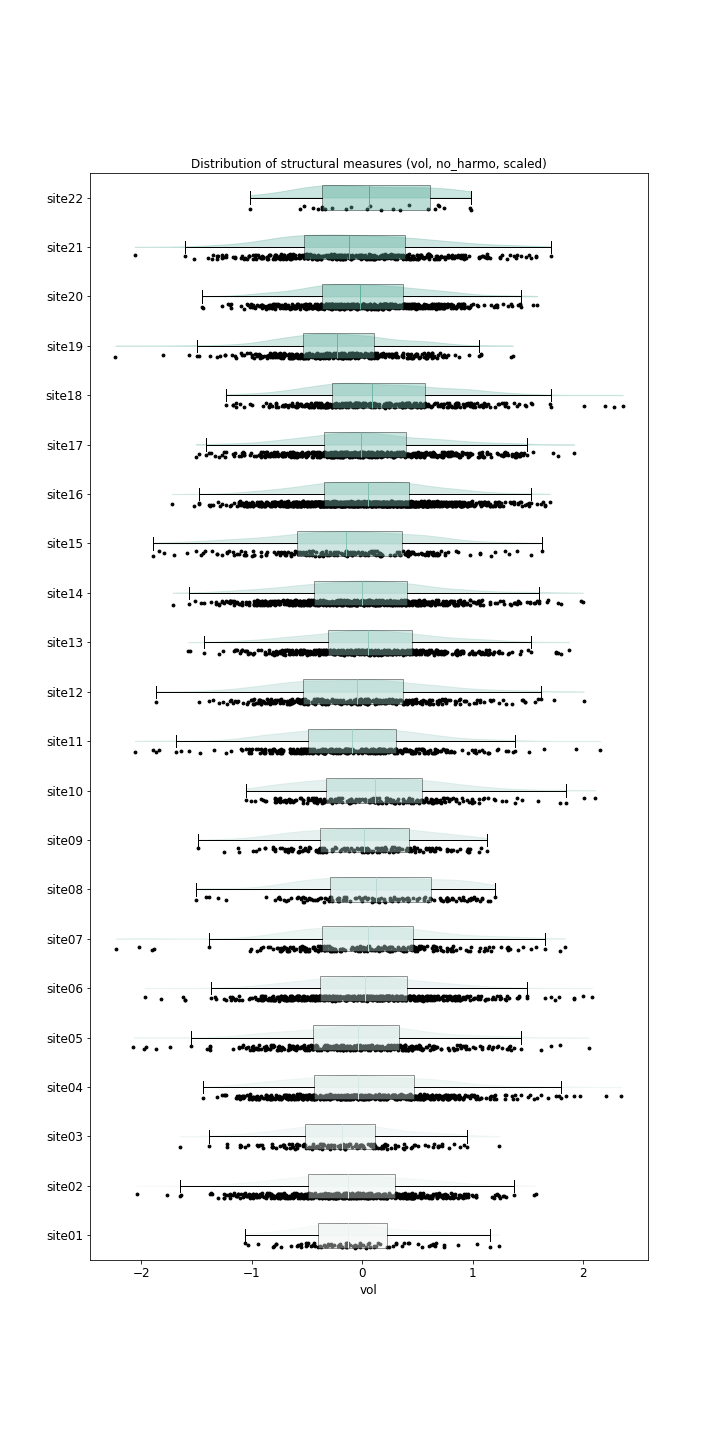 Distribution of structural measures (vol, no_harmo, scaled)
site22
site21
site20
site19
site18
site17
site16
site15
site14
site13
site12
site11
site10
site09
site08
site07
site06
site05
site04
site03
site02
site01
−2 −1 0 1 2
vol